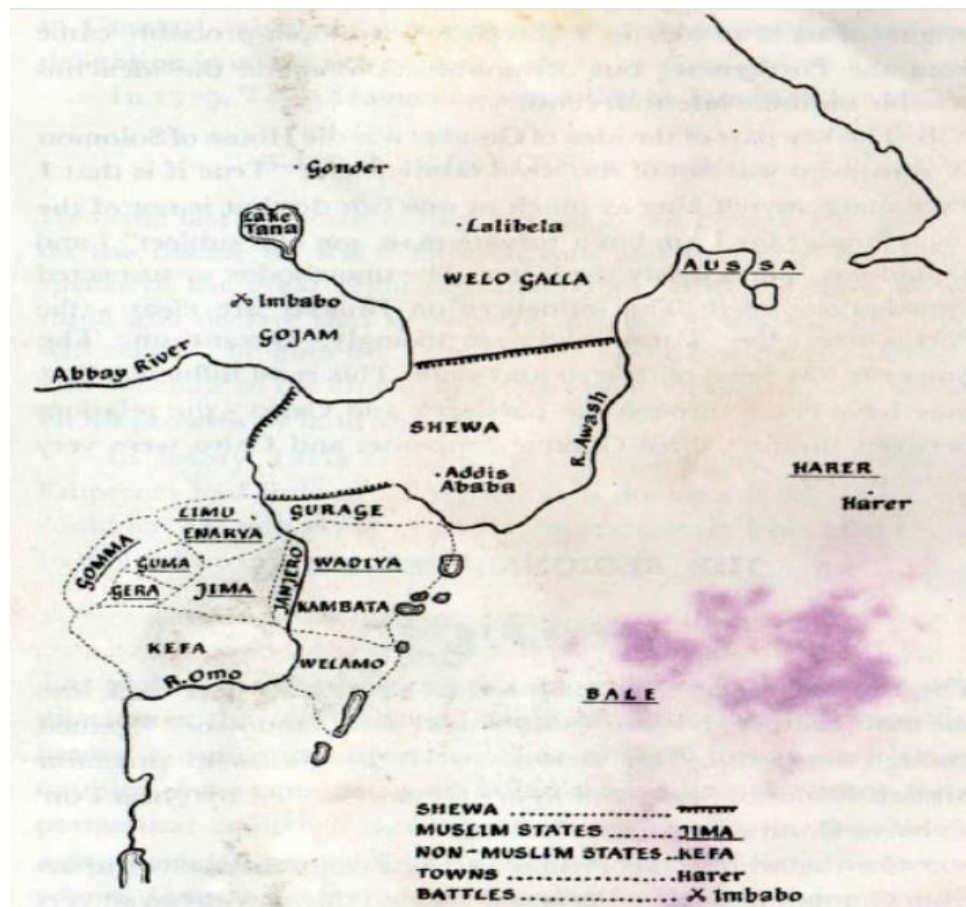 Gonder
Lake
Tana
Lalibela
WELO GALLA
AUSSA
Imbabo
GOJAM
Abbay River
SHEWA
R. Awash
Addis
Ababa
HARER
Harer
GURAGE
LIMU
ENARYA
GOMMA
GUMA
GERA
JIMA
JANJERO
WADIYA
KAMBATA
KEFA
WELAMO
R. Omo
BALE
SHEWA
MUSLIM STATES JIMA
NON-MUSLIM STATES KEFA
TOWNS Harer
BATTLES Imbabo